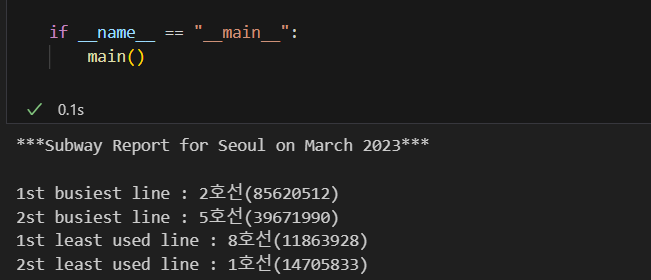 if __name__ == "__main__":
    main()
0.1s
***Subway Report for Seoul on March 2023***
1st busiest line : 2호선(85620512)
2st busiest line : 5호선(39671990)
1st least used line : 8호선(11863928)
2st least used line : 1호선(14705833)